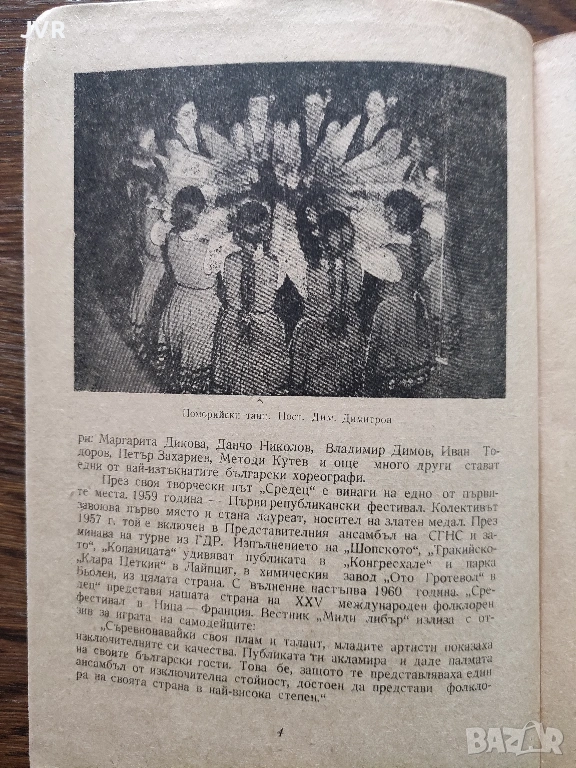 JVR
Поморийски танц. Пост. Дим. Димитров
ри: Маргарита Дикова, Данчо Николов, Владимир Димов, Иван То-
доров, Петър Захариев, Методи Кутев и още много други стават
едни от най-изтъкнатите български хореографи.
През своя творчески път „Средец“ е винаги на едно от първи-
те места. 1959 година — Първи републикански фестивал. Колективът
завоюва първо място и стана лауреат, носител на златен медал. През
1957 г. той е включен в Представителния ансамбъл на СГНС и за-
минава на турне из ГДР. Изпълнението на „Шопското“, „Тракийско-
то“, „Копаницата“ удивяват публиката в „Конгресхале“ и парка
„Клара Цеткин“ в Лайпциг, в химическия завод „Ото Гротевол“ в
Бьолен, из цялата страна. С вълнение настъпва 1960 година. „Сре-
дец“ представя нашата страна на XXV международен фолклорен
фестивал в Ница — Франция. Вестник „Миди либър“ излиза с от-
зив за играта на самодейците:
„Съревновавайки своя плам и талант, младите артисти показаха
изключителните си качества. Публиката ги акламира и даде палмата
на своите български гости. Това бе, защото те представляваха един
ансамбъл от изключителна стойност, достоен да представи фолкло-
ра на своята страна в най-висока степен.“
4
BAZAR